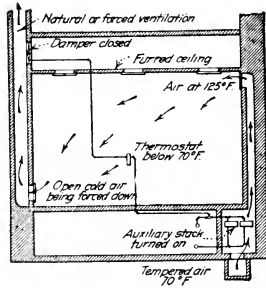 Natural or forced ventilation
Damper closed
Furred ceiling
Air at 125°F.
Thermostat
below 70°F.
Open cold air
being forced down
Auxiliary stack
turned on
Tempered air
70°F.